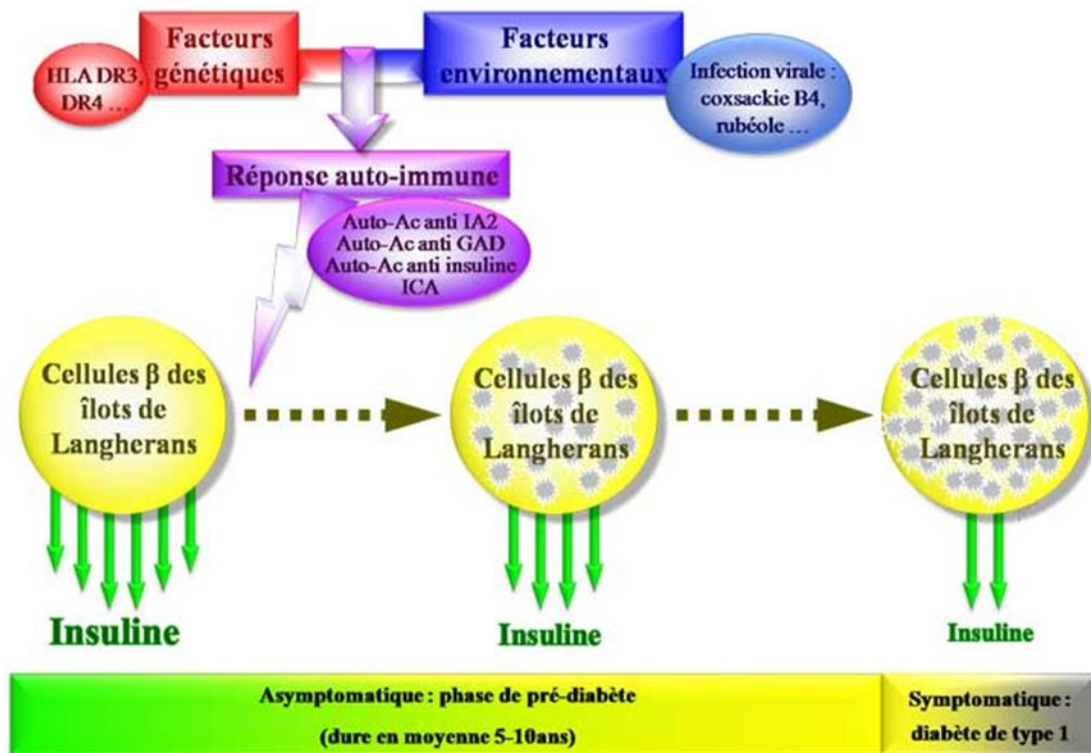 Facteurs
génétiques
HLA DR3,
DR4 ...
Facteurs
environnementaux
Infection virale :
coxsackie B4,
rubéole ...
Réponse auto-immune
Auto-Ac anti IA2
Auto-Ac anti GAD
Auto-Ac anti insuline
ICA
Cellules β des
îlots de
Langherans
Cellules β des
îlots de
Langherans
Cellules β des
îlots de
Langherans
Insuline
Insuline
Insuline
Asymptomatique : phase de pré-diabète
(dure en moyenne 5-10ans)
Symptomatique :
diabète de type 1